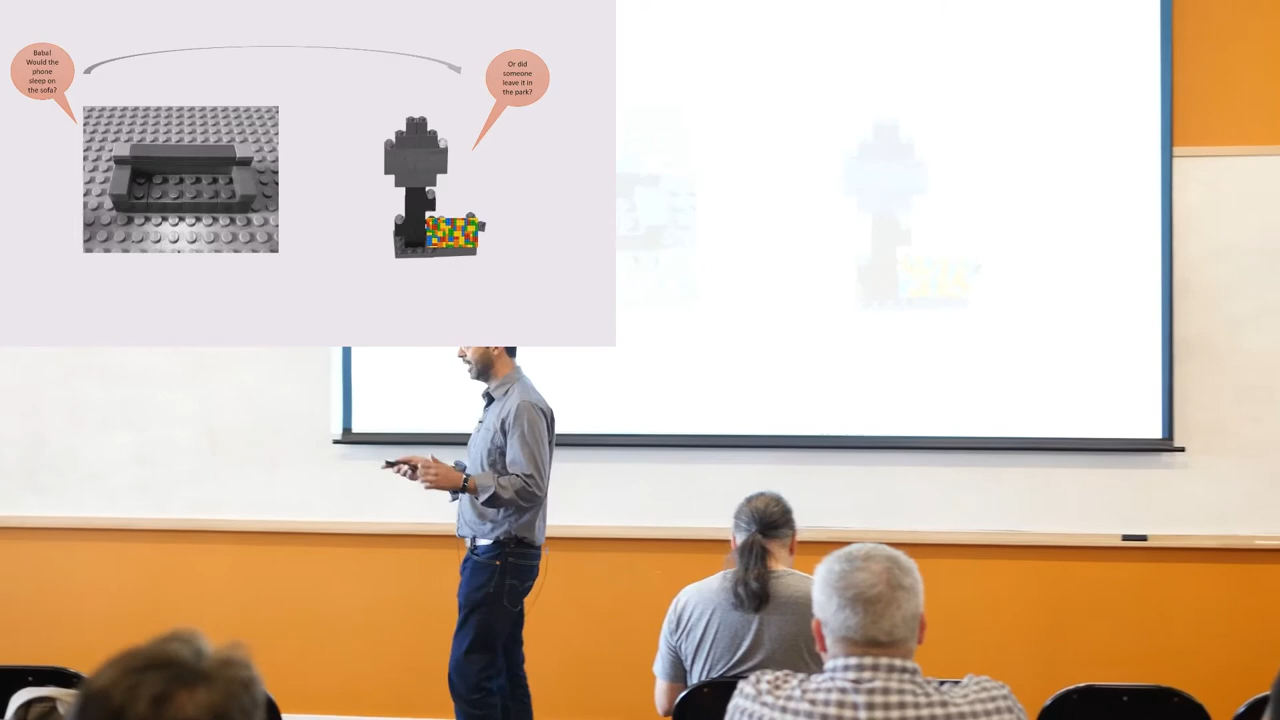 Baba!
Would the
phone
sleep on
the sofa?
Or did
someone
leave it in
the park?